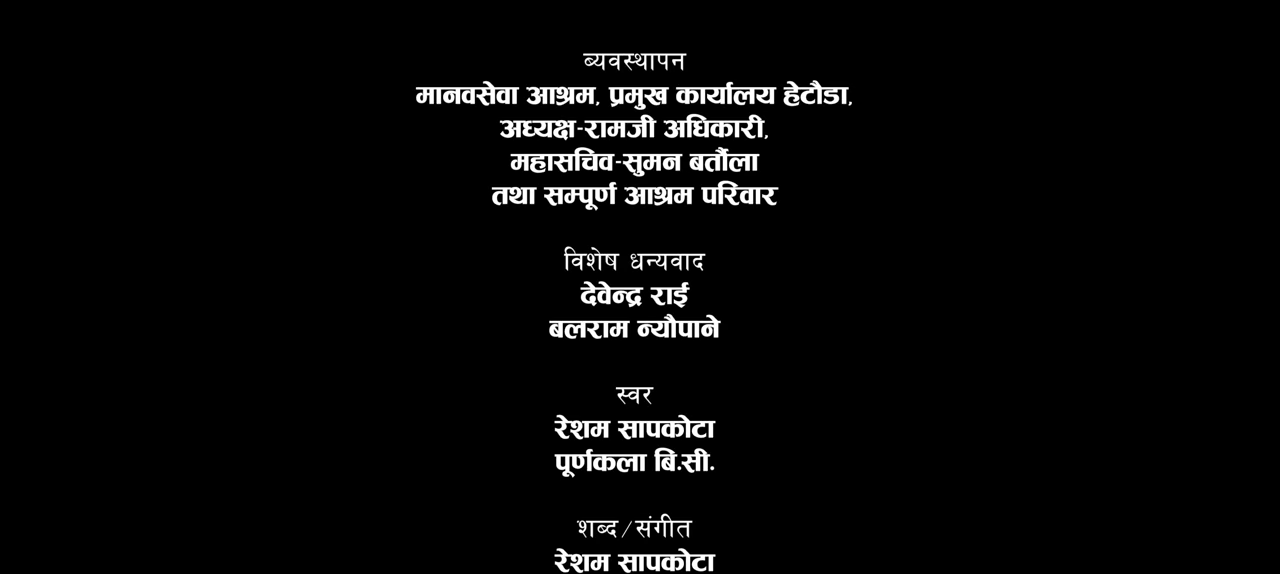 ब्यवस्थापन
मानवसेवा आश्रम, प्रमुख कार्यालय हेटौडा,
अध्यक्ष-रामजी अधिकारी,
महासचिव-सुमन बर्तौला
तथा सम्पूर्ण आश्रम परिवार
विशेष धन्यवाद
देवेन्द्र राई
बलराम न्यौपाने
स्वर
रेशम सापकोटा
पूर्णकला बि.सी.
शब्द/संगीत
रेशम सापकोटा